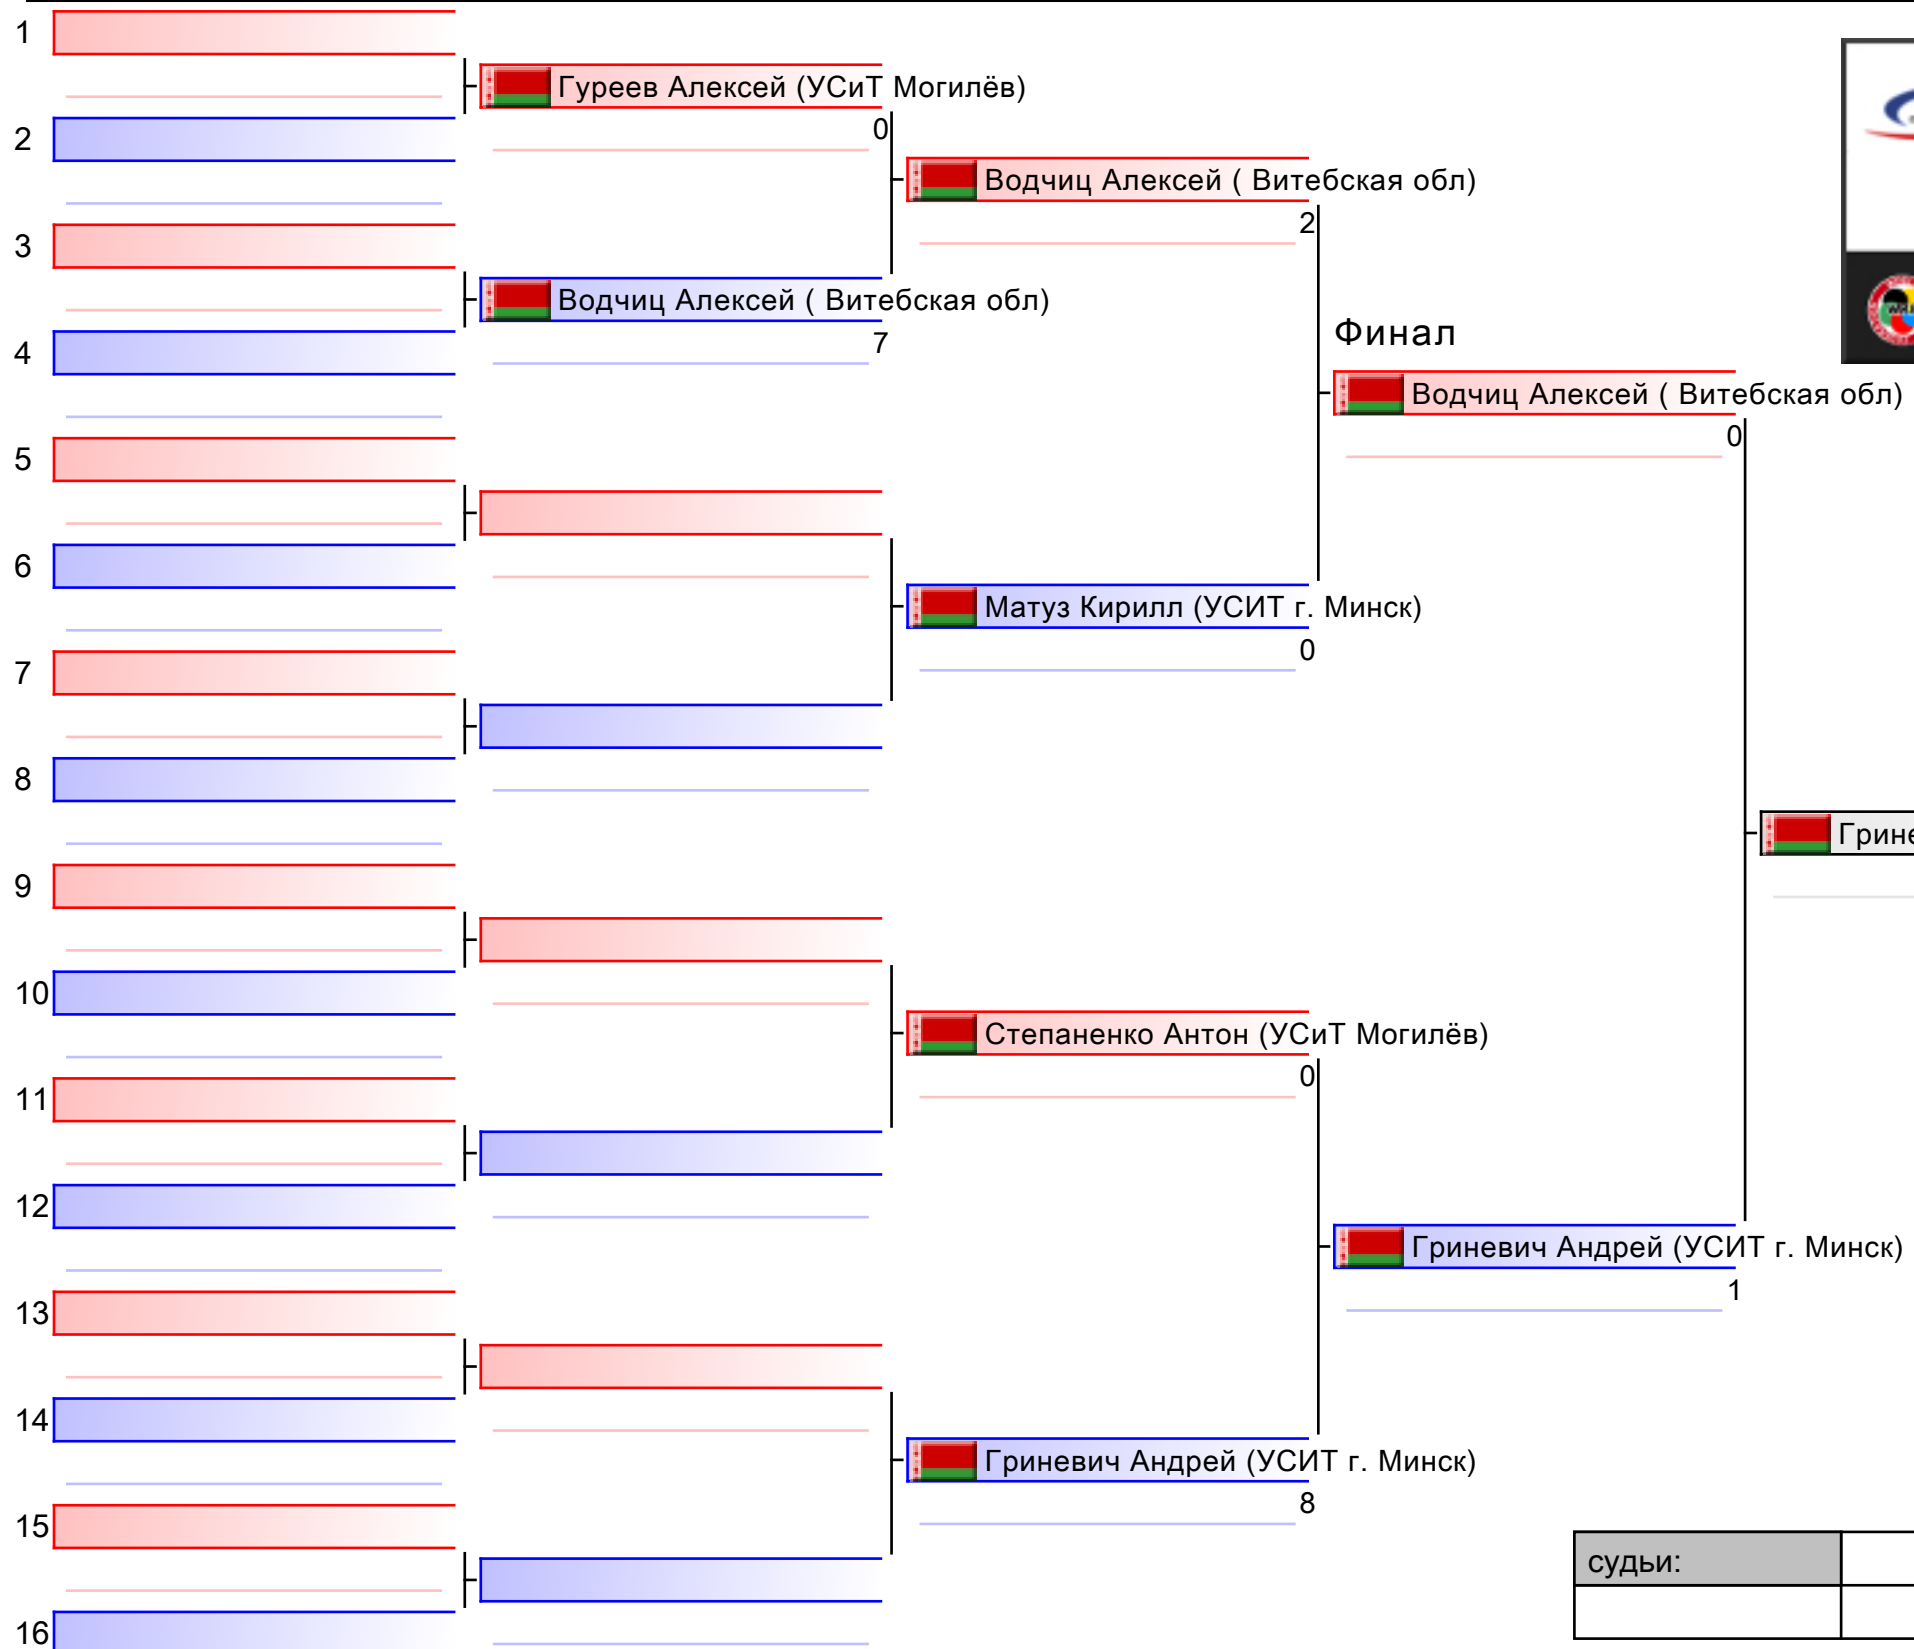 1
Гуреев Алексей (УСиТ Могилёв)
0
2
Водчиц Алексей ( Витебская обл)
2
3
Водчиц Алексей ( Витебская обл)
7
4
Финал
Водчиц Алексей ( Витебская обл)
0
5
6
Матуз Кирилл (УСИТ г. Минск)
0
7
8
Грине
9
10
Степаненко Антон (УСиТ Могилёв)
0
11
12
Гриневич Андрей (УСИТ г. Минск)
1
13
14
Гриневич Андрей (УСИТ г. Минск)
8
15
судьи:
16